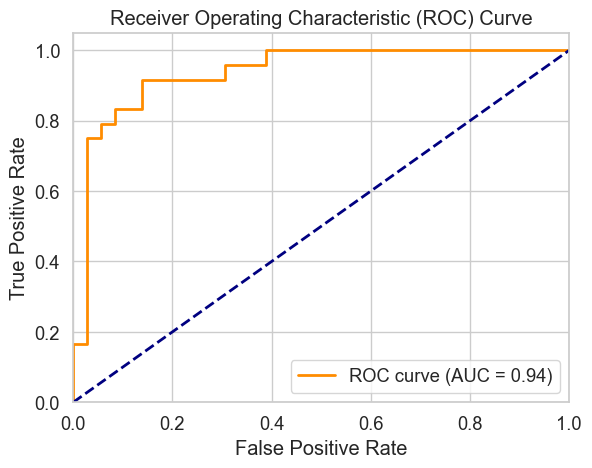 Receiver Operating Characteristic (ROC) Curve
1.0
0.8
0.6
0.4
0.2
0.0
True Positive Rate
ROC curve (AUC = 0.94)
0.0 0.2 0.4 0.6 0.8 1.0
False Positive Rate